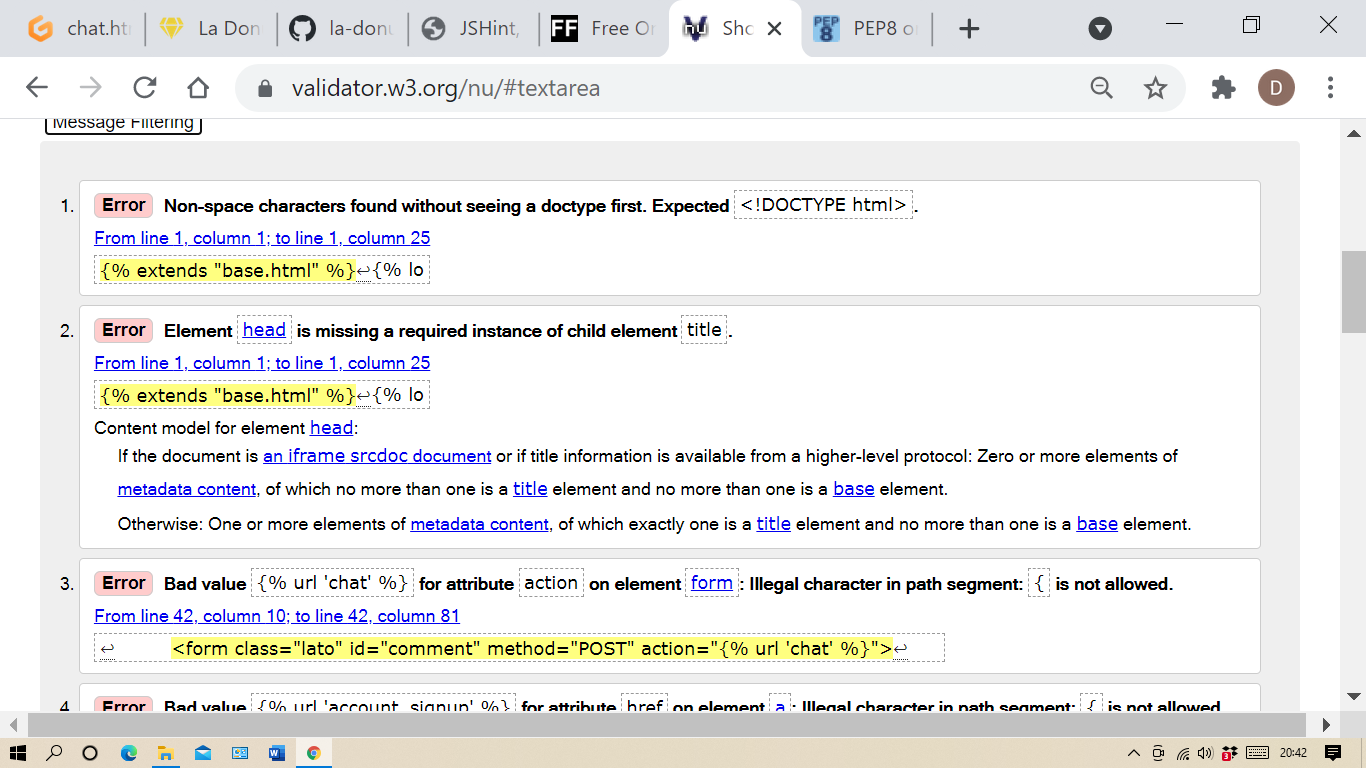 chat.ht
La Don
la-donu
JSHint,
FF Free Or
nu Sho
PEP 8 PEP8 o
validator.w3.org/nu/#textarea
D
Message Filtering
1. Error Non-space characters found without seeing a doctype first. Expected <!DOCTYPE html>.
From line 1, column 1; to line 1, column 25
{% extends "base.html" %}↩{% lo
2. Error Element head is missing a required instance of child element title.
From line 1, column 1; to line 1, column 25
{% extends "base.html" %}↩{% lo
Content model for element head:
If the document is an iframe srcdoc document or if title information is available from a higher-level protocol: Zero or more elements of
metadata content, of which no more than one is a title element and no more than one is a base element.
Otherwise: One or more elements of metadata content, of which exactly one is a title element and no more than one is a base element.
3. Error Bad value {% url 'chat' %} for attribute action on element form: Illegal character in path segment: { is not allowed.
From line 42, column 10; to line 42, column 81
↩ <form class="lato" id="comment" method="POST" action="{% url 'chat' %}">↩
4. Error Bad value {% url 'account_signup' %} for attribute href on element a: Illegal character in path segment: { is not allowed.
20:42